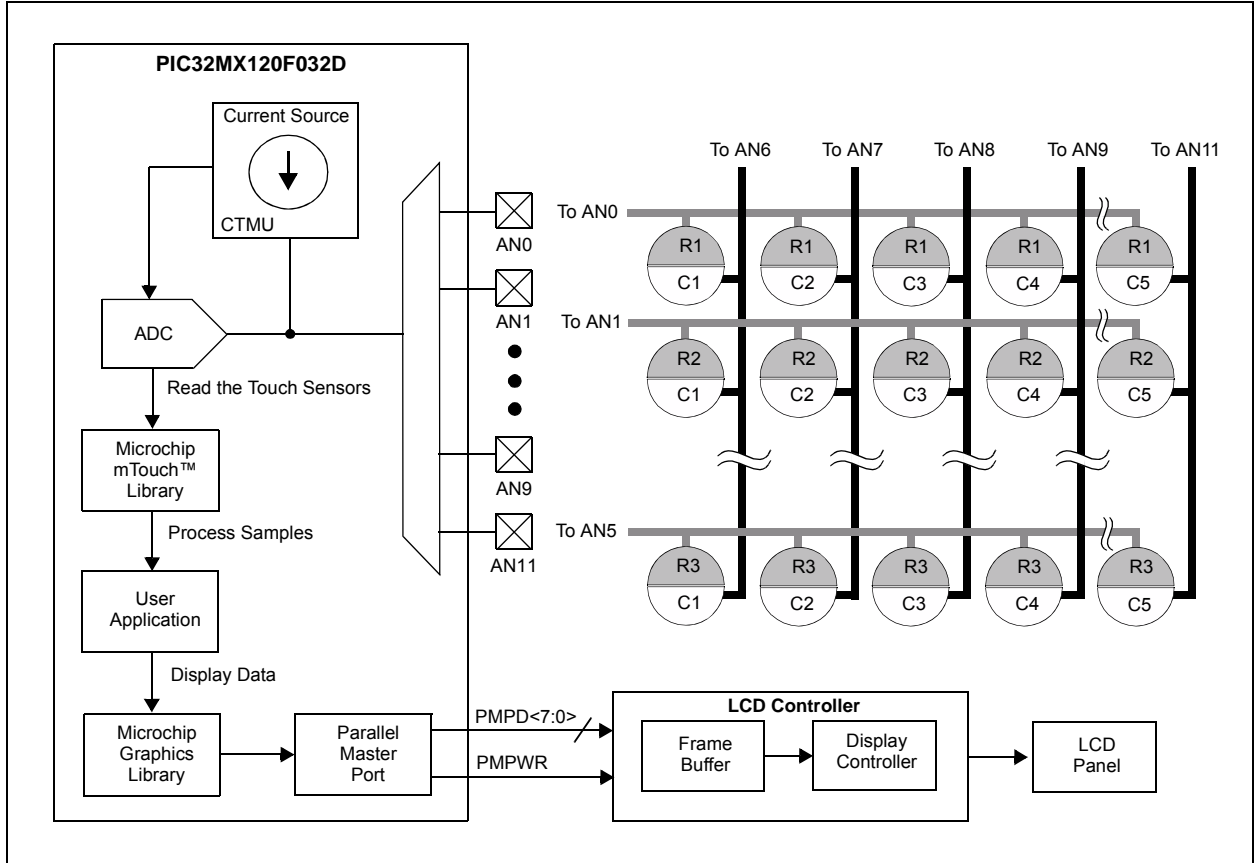 PIC32MX120F032D
Current Source
CTMU
ADC
Read the Touch Sensors
Microchip
mTouch™
Library
Process Samples
User
Application
Display Data
Microchip
Graphics
Library
Parallel
Master
Port
AN0
AN1
AN9
AN11
To AN6
To AN7
To AN8
To AN9
To AN11
To AN0
R1
R1
R1
R1
R1
C1
C2
C3
C4
C5
To AN1
R2
R2
R2
R2
R2
C1
C2
C3
C4
C5
To AN5
R3
R3
R3
R3
R3
C1
C2
C3
C4
C5
PMPD<7:0>
PMPWR
LCD Controller
Frame
Buffer
Display
Controller
LCD
Panel